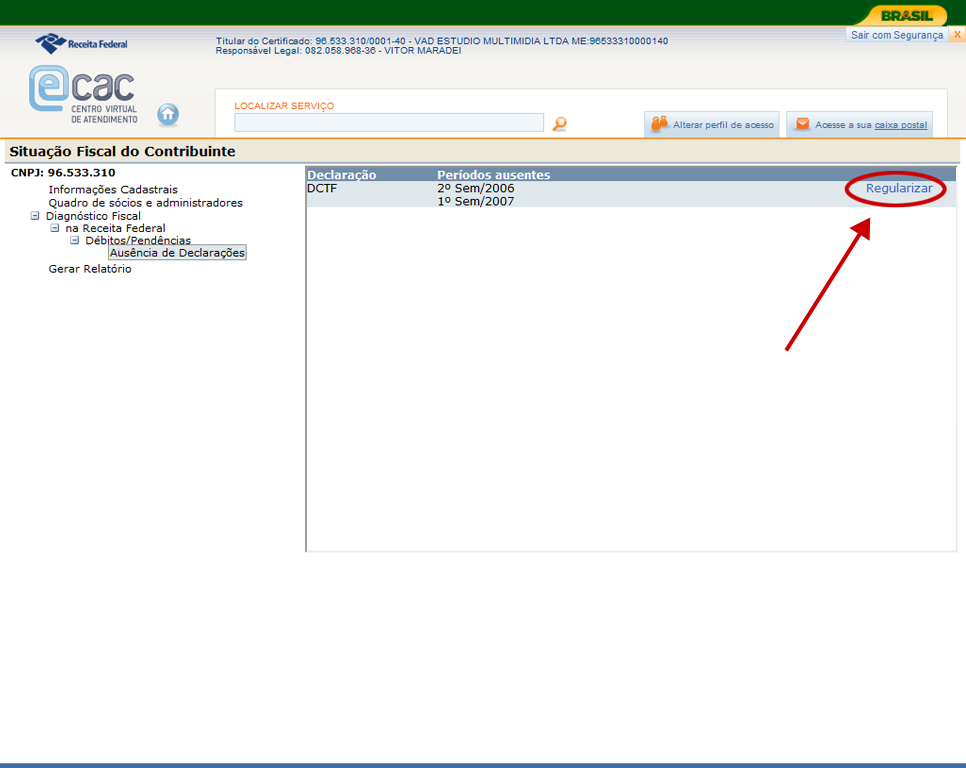 BRASIL
Receita Federal
Titular do Certificado: 96.533.310/0001-40 - VAD ESTUDIO MULTIMIDIA LTDA ME:96533310000140
Responsável Legal: 082.058.968-36 - VITOR MARADEI
Sair com Segurança X
e cac
CENTRO VIRTUAL
DE ATENDIMENTO
LOCALIZAR SERVIÇO
Alterar perfil de acesso
Acesse a sua caixa postal
Situação Fiscal do Contribuinte
CNPJ: 96.533.310
Informações Cadastrais
Quadro de sócios e administradores
Diagnóstico Fiscal
na Receita Federal
Débitos/Pendências
Ausência de Declarações
Gerar Relatório
Declaração Períodos ausentes
DCTF 2º Sem/2006 Regularizar
1º Sem/2007